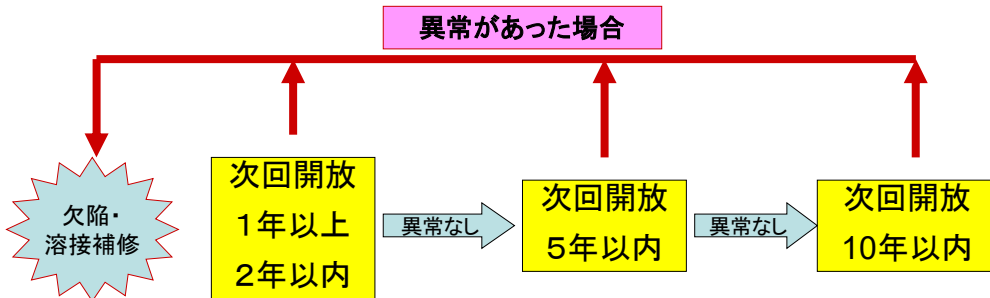 異常があった場合
欠陥・
溶接補修
次回開放
1年以上
2年以内
異常なし
次回開放
5年以内
異常なし
次回開放
10年以内